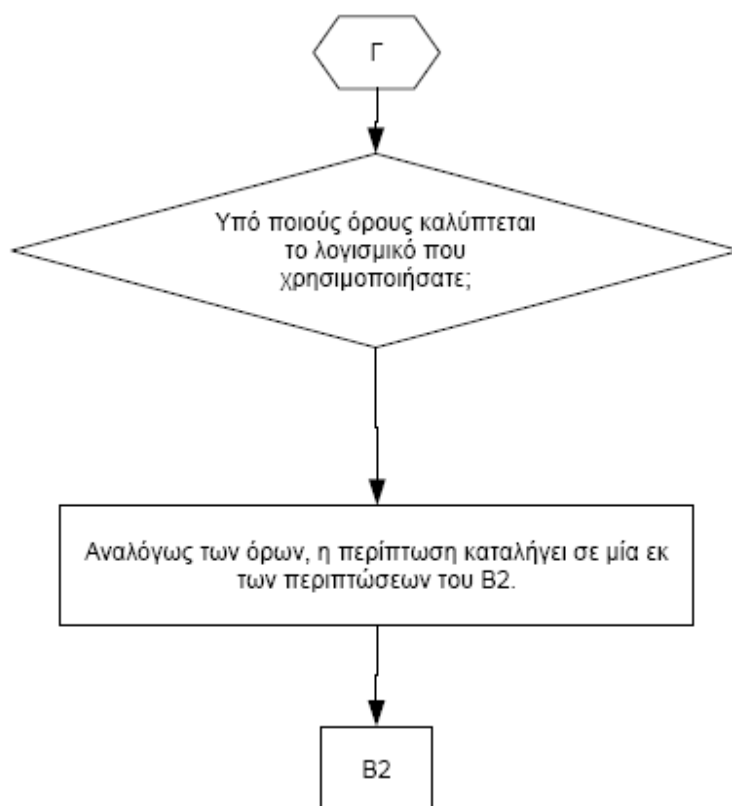 Γ
Υπό ποιούς όρους καλύπτεται
το λογισμικό που
χρησιμοποιήσατε;
Αναλόγως των όρων, η περίπτωση καταλήγει σε μία εκ
των περιπτώσεων του Β2.
Β2